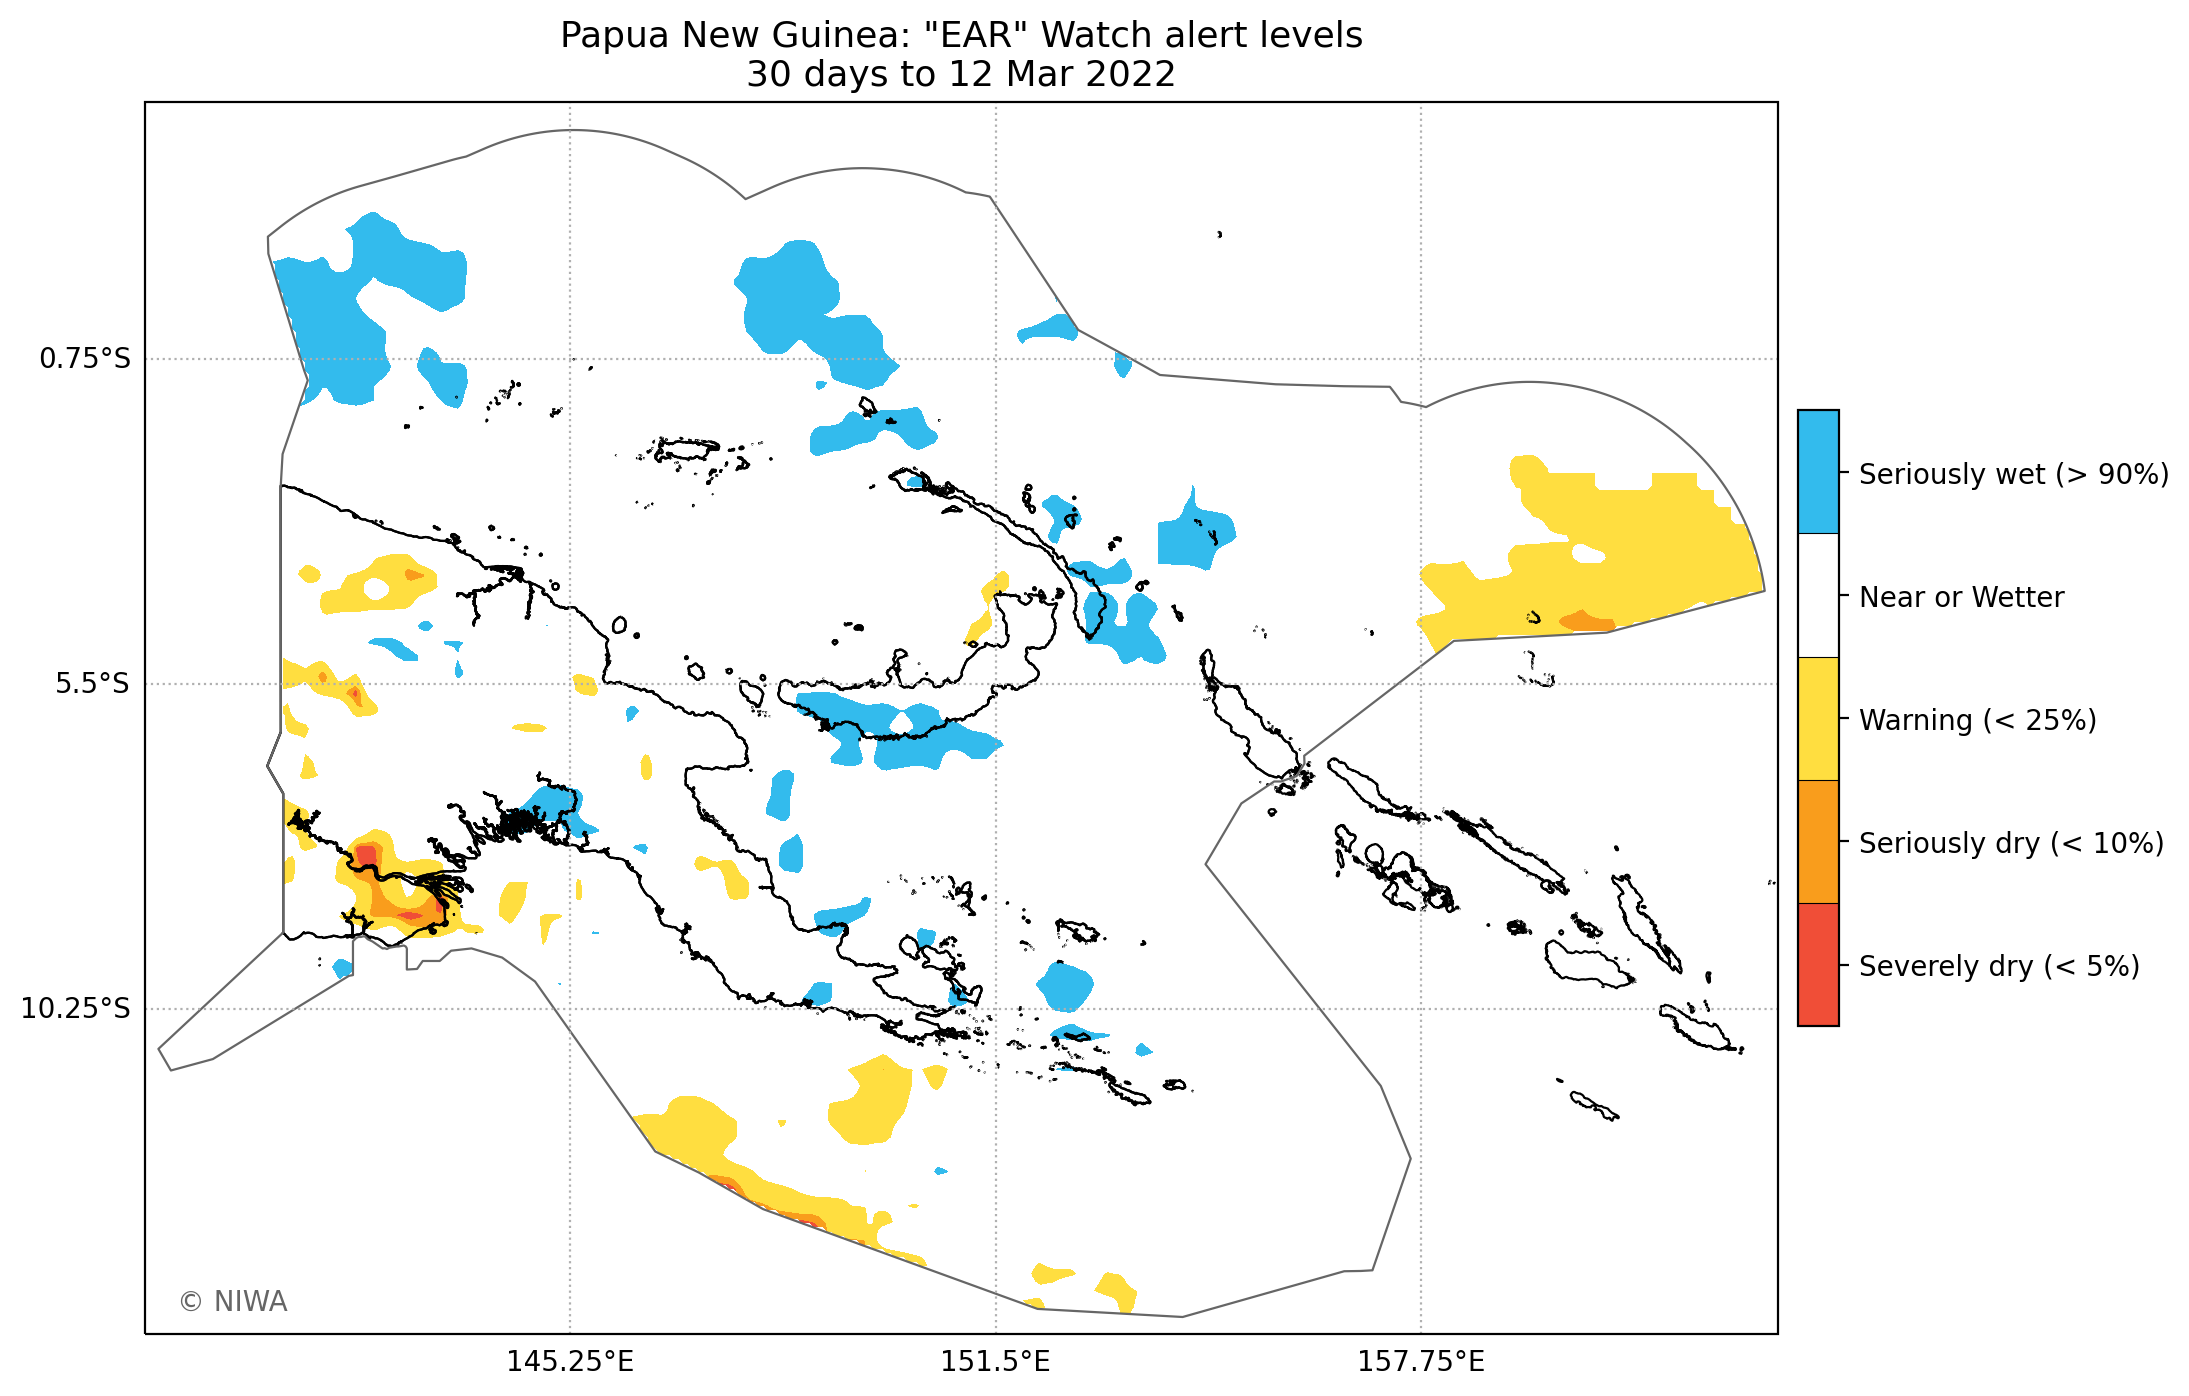 Papua New Guinea: "EAR" Watch alert levels
30 days to 12 Mar 2022
0.75°S
5.5°S
10.25°S
145.25°E
151.5°E
157.75°E
Seriously wet (> 90%)
Near or Wetter
Warning (< 25%)
Seriously dry (< 10%)
Severely dry (< 5%)
© NIWA